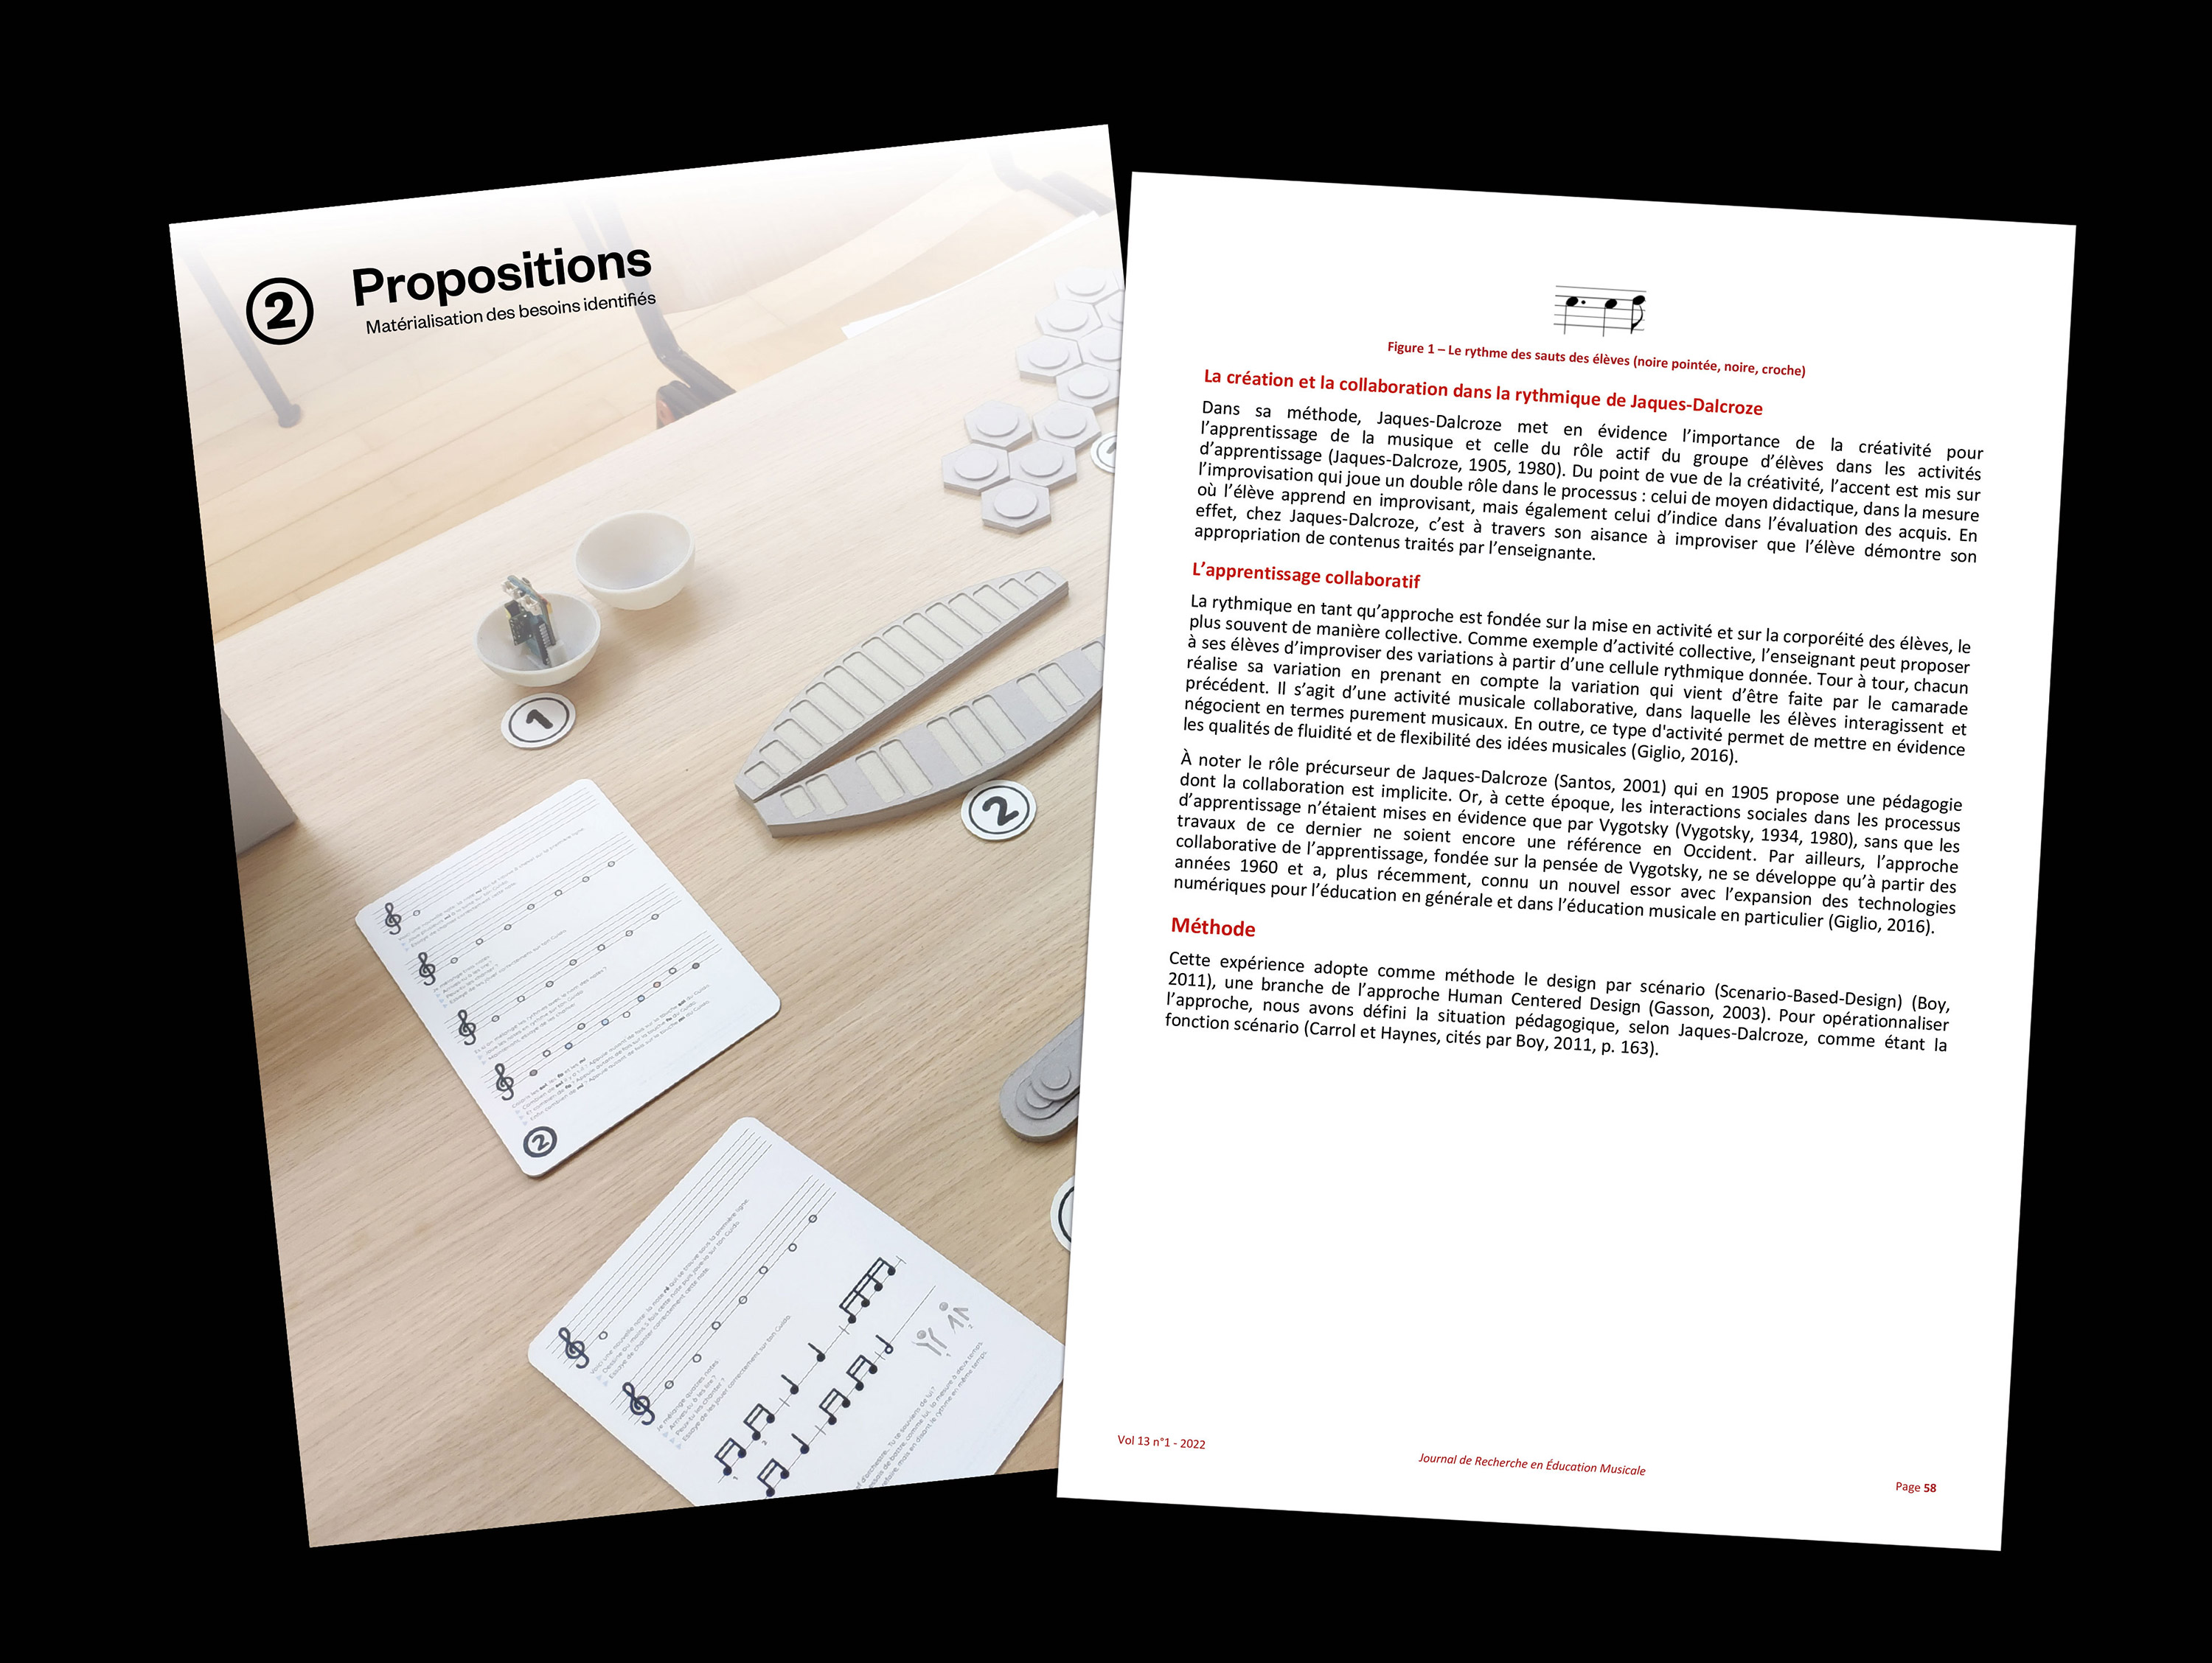 2
Propositions
Matérialisation des besoins identifiés
1
2
2
Figure 1 – Le rythme des sauts des élèves (noire pointée, noire, croche)
La création et la collaboration dans la rythmique de Jaques-Dalcroze
Dans sa méthode, Jaques-Dalcroze met en évidence l’importance de la créativité pour
l’apprentissage de la musique et celle du rôle actif du groupe d’élèves dans les activités
d’apprentissage (Jaques-Dalcroze, 1905, 1980). Du point de vue de la créativité, l’accent est mis sur
l’improvisation qui joue un double rôle dans le processus : celui de moyen didactique, dans la mesure
où l’élève apprend en improvisant, mais également celui d’indice dans l’évaluation des acquis. En
effet, chez Jaques-Dalcroze, c’est à travers son aisance à improviser que l’élève démontre son
appropriation de contenus traités par l’enseignante.
L’apprentissage collaboratif
La rythmique en tant qu’approche est fondée sur la mise en activité et sur la corporéité des élèves, le
plus souvent de manière collective. Comme exemple d’activité collective, l’enseignant peut proposer
à ses élèves d’improviser des variations à partir d’une cellule rythmique donnée. Tour à tour, chacun
réalise sa variation en prenant en compte la variation qui vient d’être faite par le camarade
précédent. Il s’agit d’une activité musicale collaborative, dans laquelle les élèves interagissent et
négocient en termes purement musicaux. En outre, ce type d'activité permet de mettre en évidence
les qualités de fluidité et de flexibilité des idées musicales (Giglio, 2016).
À noter le rôle précurseur de Jaques-Dalcroze (Santos, 2001) qui en 1905 propose une pédagogie
dont la collaboration est implicite. Or, à cette époque, les interactions sociales dans les processus
d’apprentissage n’étaient mises en évidence que par Vygotsky (Vygotsky, 1934, 1980), sans que les
travaux de ce dernier ne soient encore une référence en Occident. Par ailleurs, l’approche
collaborative de l’apprentissage, fondée sur la pensée de Vygotsky, ne se développe qu’à partir des
années 1960 et a, plus récemment, connu un nouvel essor avec l’expansion des technologies
numériques pour l’éducation en générale et dans l’éducation musicale en particulier (Giglio, 2016).
Méthode
Cette expérience adopte comme méthode le design par scénario (Scenario-Based-Design) (Boy,
2011), une branche de l’approche Human Centered Design (Gasson, 2003). Pour opérationnaliser
l’approche, nous avons défini la situation pédagogique, selon Jaques-Dalcroze, comme étant la
fonction scénario (Carrol et Haynes, cités par Boy, 2011, p. 163).
Vol 13 n°1 - 2022
Journal de Recherche en Éducation Musicale
Page 58